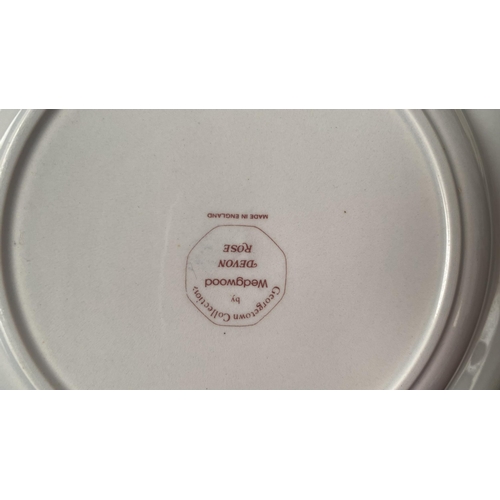 Georgetown Collection,
by
Wedgwood
DEVON
ROSE
MADE IN ENGLAND